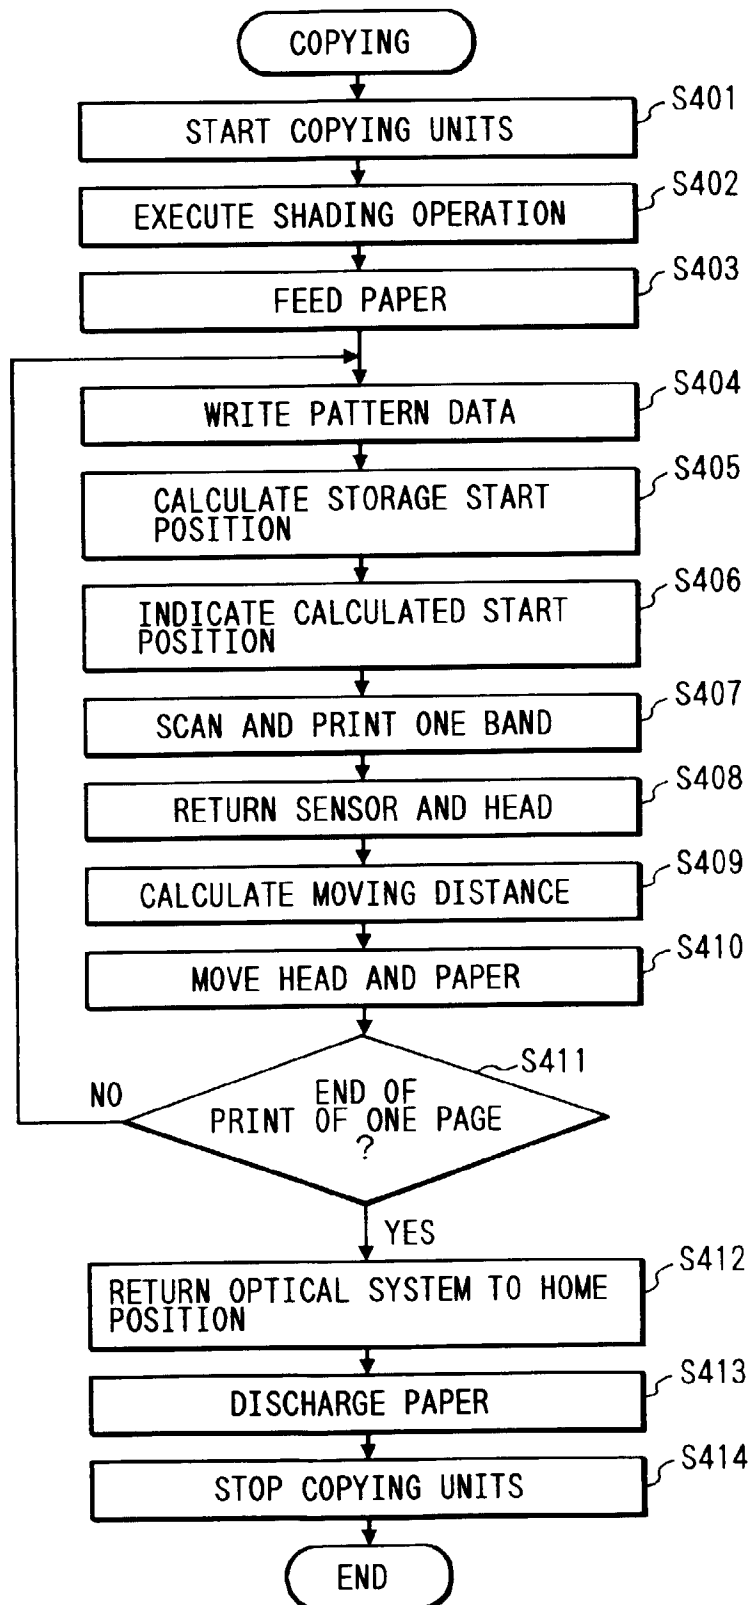 COPYING
S401
START COPYING UNITS
S402
EXECUTE SHADING OPERATION
S403
FEED PAPER
S404
WRITE PATTERN DATA
S405
CALCULATE STORAGE START
POSITION
S406
INDICATE CALCULATED START
POSITION
S407
SCAN AND PRINT ONE BAND
S408
RETURN SENSOR AND HEAD
S409
CALCULATE MOVING DISTANCE
S410
MOVE HEAD AND PAPER
S411
NO
END OF
PRINT OF ONE PAGE
?
YES
S412
RETURN OPTICAL SYSTEM TO HOME
POSITION
S413
DISCHARGE PAPER
S414
STOP COPYING UNITS
END